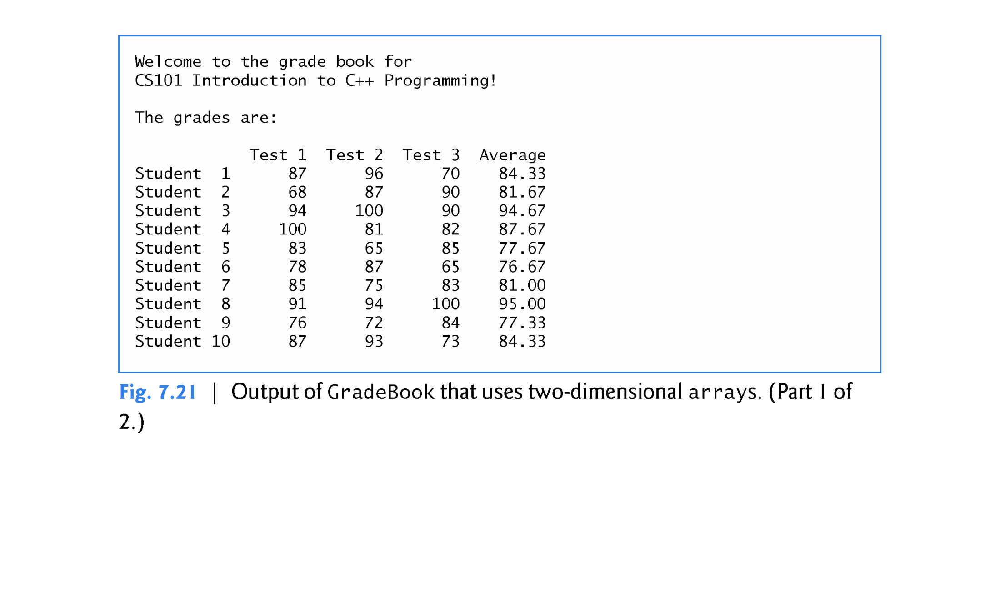 Welcome to the grade book for
CS101 Introduction to C++ Programming!
The grades are:
Test 1 Test 2 Test 3 Average
Student 1 87 96 70 84.33
Student 2 68 87 90 81.67
Student 3 94 100 90 94.67
Student 4 100 81 82 87.67
Student 5 83 65 85 77.67
Student 6 78 87 65 76.67
Student 7 85 75 83 81.00
Student 8 91 94 100 95.00
Student 9 76 72 84 77.33
Student 10 87 93 73 84.33
Fig. 7.21 | Output of GradeBook that uses two-dimensional arrays. (Part 1 of
2.)